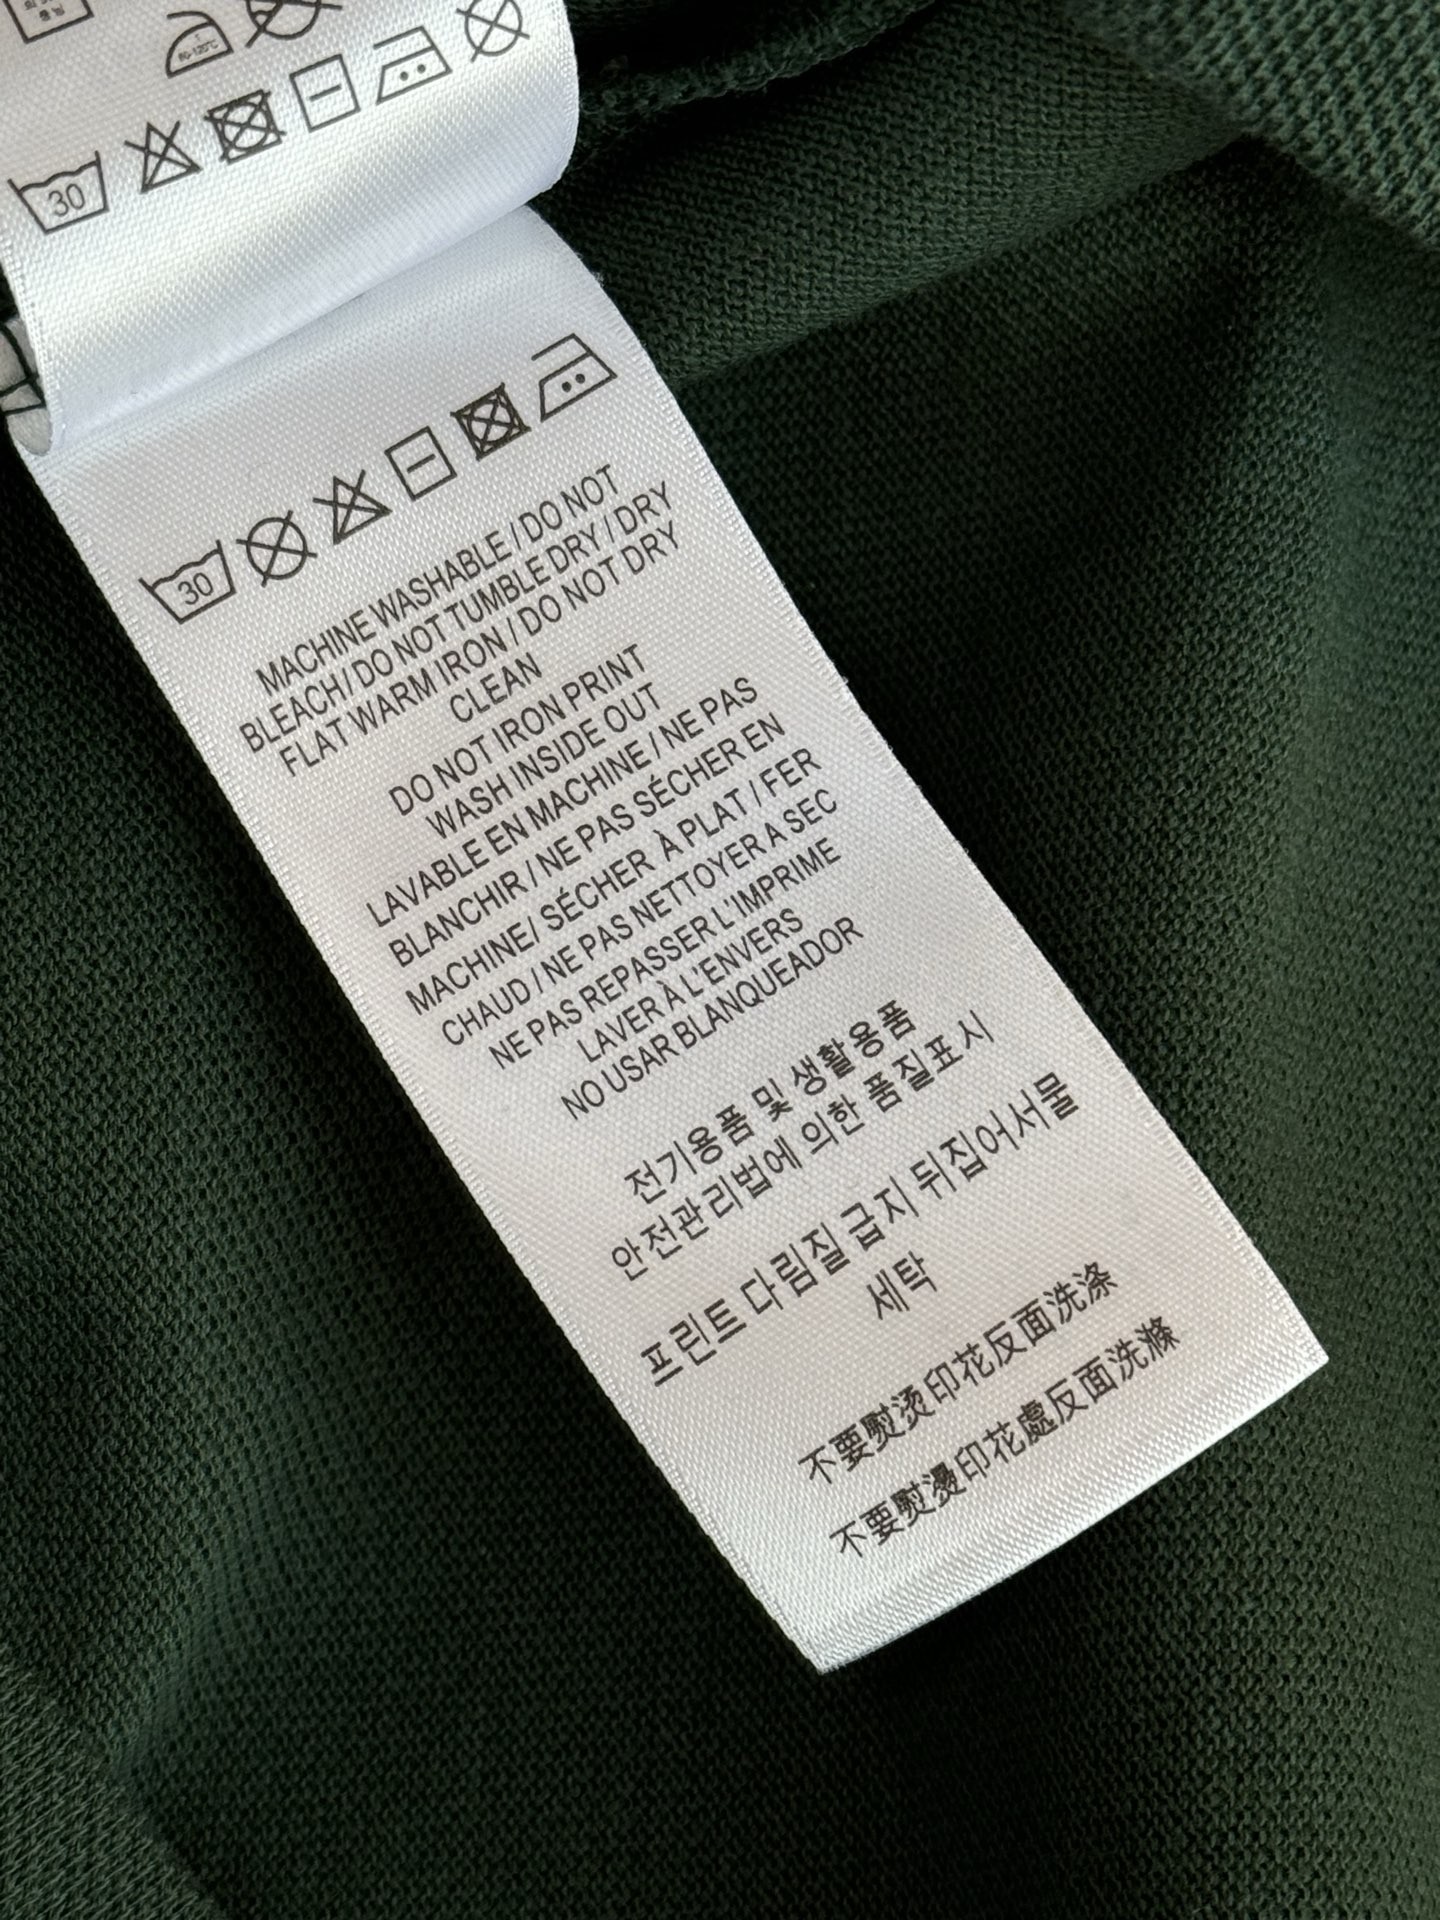 30
30
MACHINE WASHABLE / DO NOT
BLEACH/ DO NOT TUMBLE DRY / DRY
FLAT WARM IRON / DO NOT DRY
CLEAN
DO NOT IRON PRINT
WASH INSIDE OUT
LAVABLE EN MACHINE / NE PAS
BLANCHIR / NE PAS SÉCHER EN
MACHINE/ SÉCHER À PLAT / FER
CHAUD / NE PAS NETTOYER A SEC
NE PAS REPASSER L'IMPRIME
LAVER À L'ENVERS
NO USAR BLANQUEADOR
전기용품 및 생활용품
안전관리법에 의한 품질표시
프린트 다림질 급지 뒤집어서물
세탁
不要熨烫印花反面洗涤
不要熨燙印花處反面洗滌